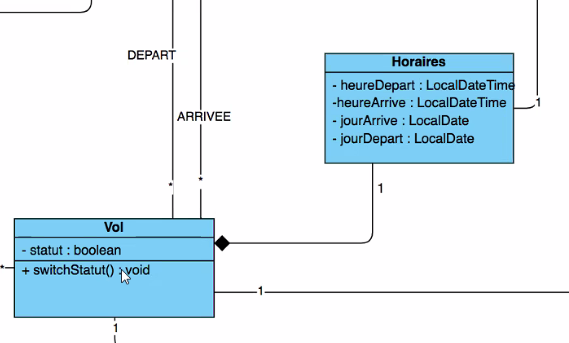 DEPART
Horaires
- heureDepart : LocalDateTime
-heureArrive : LocalDateTime
- jourArrive : LocalDate
- jourDepart : LocalDate
1
ARRIVEE
*
*
1
Vol
- statut : boolean
+ switchStatut() : void
*
1
1